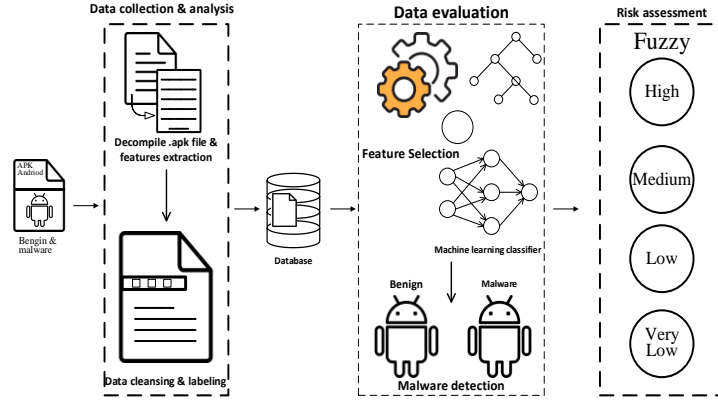 Data collection & analysis
Decompile .apk file &
features extraction
Data cleansing & labeling
APK
Andriod
Bengin &
malware
Database
Data evaluation
Feature Selection
Machine learning classifier
Benign
Malware
Malware detection
Risk assessment
Fuzzy
High
Medium
Low
Very
Low